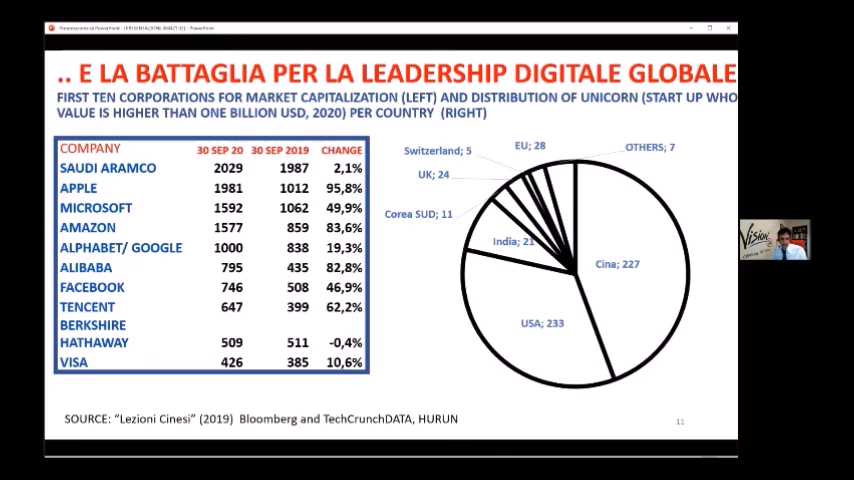 Presentazione di PowerPoint
.. E LA BATTAGLIA PER LA LEADERSHIP DIGITALE GLOBALE
FIRST TEN CORPORATIONS FOR MARKET CAPITALIZATION (LEFT) AND DISTRIBUTION OF UNICORN (START UP WHO
VALUE IS HIGHER THAN ONE BILLION USD, 2020) PER COUNTRY (RIGHT)
COMPANY 30 SEP 20 30 SEP 2019 CHANGE
SAUDI ARAMCO 2029 1987 2,1%
APPLE 1981 1012 95,8%
MICROSOFT 1592 1062 49,9%
AMAZON 1577 859 83,6%
ALPHABET/ GOOGLE 1000 838 19,3%
ALIBABA 795 435 82,8%
FACEBOOK 746 508 46,9%
TENCENT 647 399 62,2%
BERKSHIRE
HATHAWAY 509 511 -0,4%
VISA 426 385 10,6%
EU; 28
OTHERS; 7
Switzerland; 5
UK; 24
Corea SUD; 11
India; 21
Cina; 227
USA; 233
Vision
SOURCE: “Lezioni Cinesi” (2019) Bloomberg and TechCrunchDATA, HURUN
11